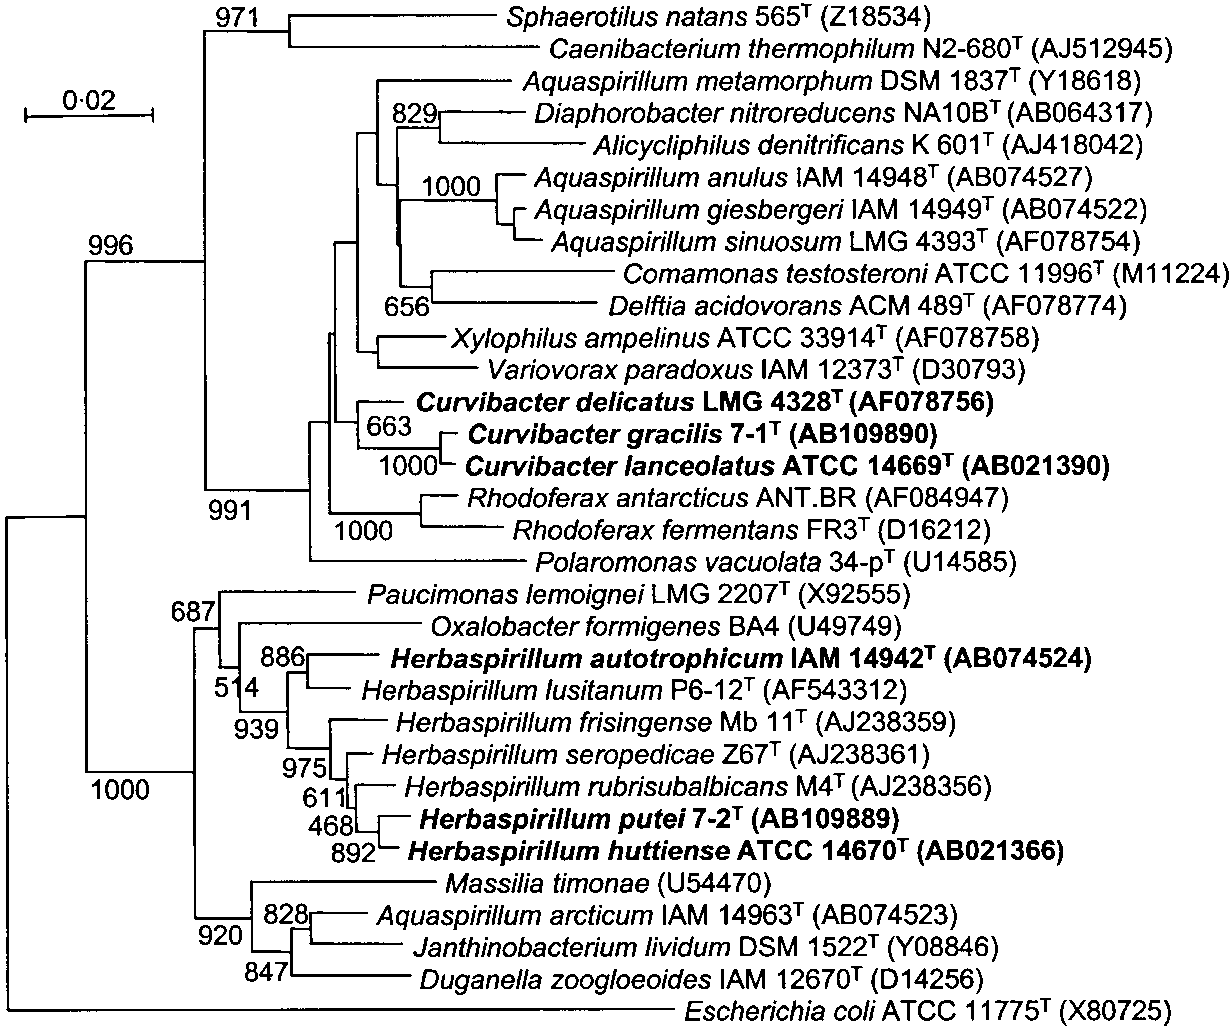 971
Sphaerotilus natans 565ᵀ (Z18534)
Caenibacterium thermophilum N2-680ᵀ (AJ512945)
0·02
Aquaspirillum metamorphum DSM 1837ᵀ (Y18618)
829
Diaphorobacter nitroreducens NA10Bᵀ (AB064317)
Alicycliphilus denitrificans K 601ᵀ (AJ418042)
1000
Aquaspirillum anulus IAM 14948ᵀ (AB074527)
Aquaspirillum giesbergeri IAM 14949ᵀ (AB074522)
Aquaspirillum sinuosum LMG 4393ᵀ (AF078754)
996
Comamonas testosteroni ATCC 11996ᵀ (M11224)
656
Delftia acidovorans ACM 489ᵀ (AF078774)
Xylophilus ampelinus ATCC 33914ᵀ (AF078758)
Variovorax paradoxus IAM 12373ᵀ (D30793)
Curvibacter delicatus LMG 4328ᵀ (AF078756)
663
Curvibacter gracilis 7-1ᵀ (AB109890)
1000
Curvibacter lanceolatus ATCC 14669ᵀ (AB021390)
Rhodoferax antarcticus ANT.BR (AF084947)
991
1000
Rhodoferax fermentans FR3ᵀ (D16212)
Polaromonas vacuolata 34-pᵀ (U14585)
687
Paucimonas lemoignei LMG 2207ᵀ (X92555)
Oxalobacter formigenes BA4 (U49749)
886
Herbaspirillum autotrophicum IAM 14942ᵀ (AB074524)
514
Herbaspirillum lusitanum P6-12ᵀ (AF543312)
939
Herbaspirillum frisingense Mb 11ᵀ (AJ238359)
975
Herbaspirillum seropedicae Z67ᵀ (AJ238361)
1000
611
Herbaspirillum rubrisubalbicans M4ᵀ (AJ238356)
468
Herbaspirillum putei 7-2ᵀ (AB109889)
892
Herbaspirillum huttiense ATCC 14670ᵀ (AB021366)
Massilia timonae (U54470)
828
Aquaspirillum arcticum IAM 14963ᵀ (AB074523)
920
Janthinobacterium lividum DSM 1522ᵀ (Y08846)
847
Duganella zoogloeoides IAM 12670ᵀ (D14256)
Escherichia coli ATCC 11775ᵀ (X80725)